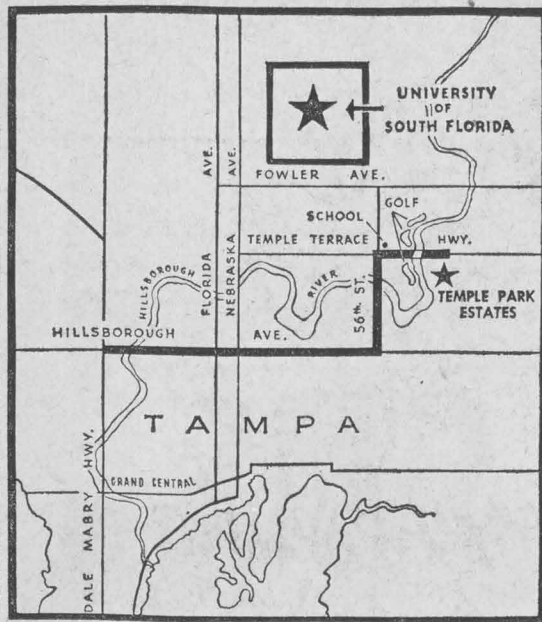 UNIVERSITY
OF
SOUTH FLORIDA
FOWLER AVE.
AVE.
AVE.
SCHOOL
GOLF
TEMPLE TERRACE
HWY.
HILLSBOROUGH
RIVER
FLORIDA
NEBRASKA
56th ST.
TEMPLE PARK
ESTATES
HILLSBOROUGH
AVE.
TAMPA
GRAND CENTRAL
DALE MABRY HWY.